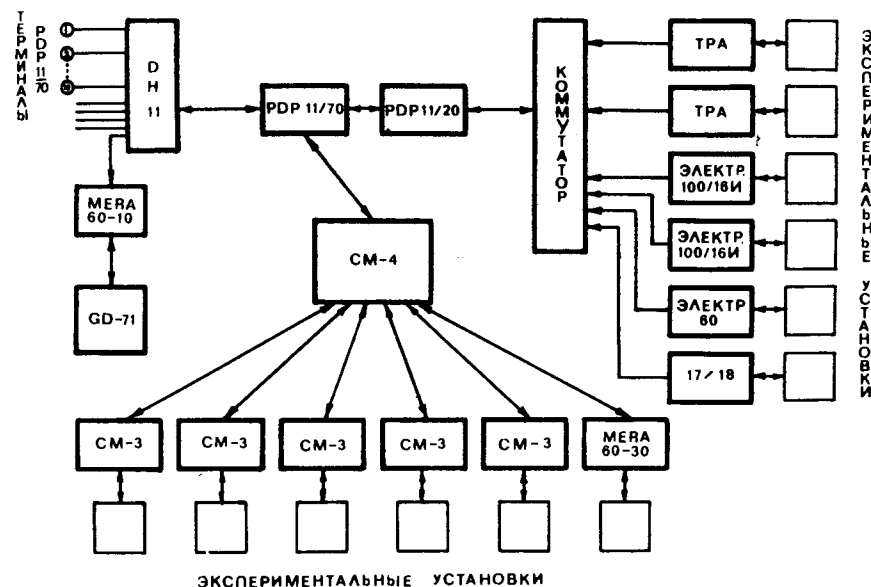 ТЕРМИНАЛЫ
PDP 11/70
DH 11
PDP 11/70
PDP 11/20
КОММУТАТОР
ТРА
ТРА
ЭЛЕКТР.
100/16И
ЭЛЕКТР.
100/16И
ЭЛЕКТР
60
17/18
ЭКСПЕРИМЕНТАЛЬНЫЕ УСТАНОВКИ
MERA
60-10
GD-71
СМ-4
СМ-3
СМ-3
СМ-3
СМ-3
СМ-3
MERA
60-30
ЭКСПЕРИМЕНТАЛЬНЫЕ УСТАНОВКИ